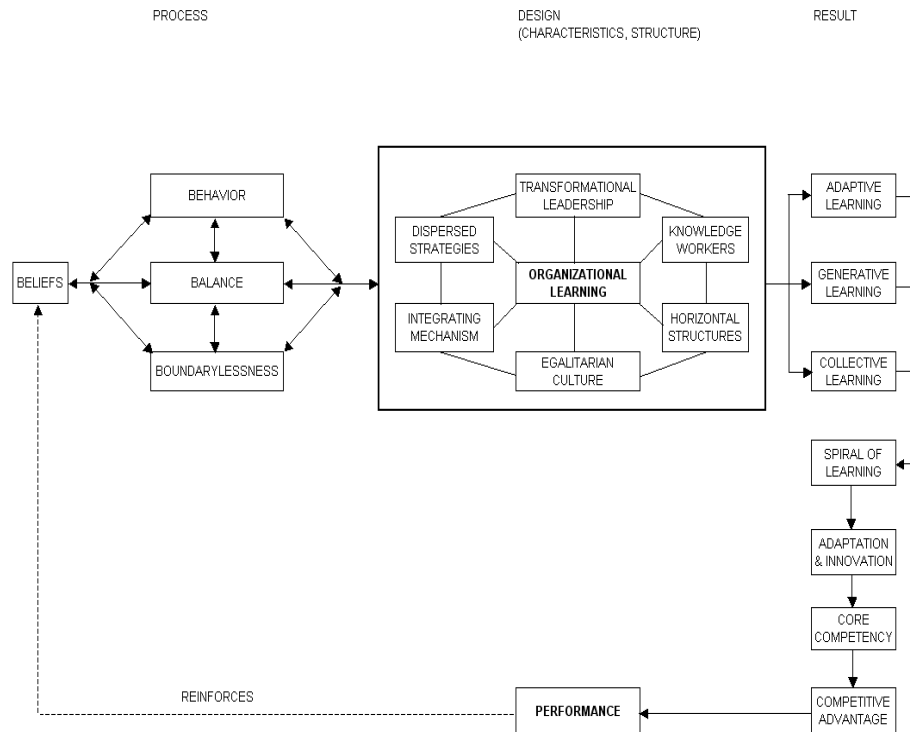 PROCESS
DESIGN
(CHARACTERISTICS, STRUCTURE)
RESULT
BELIEFS
BEHAVIOR
BALANCE
BOUNDARYLESSNESS
TRANSFORMATIONAL
LEADERSHIP
DISPERSED
STRATEGIES
KNOWLEDGE
WORKERS
ORGANIZATIONAL
LEARNING
INTEGRATING
MECHANISM
HORIZONTAL
STRUCTURES
EGALITARIAN
CULTURE
ADAPTIVE
LEARNING
GENERATIVE
LEARNING
COLLECTIVE
LEARNING
SPIRAL OF
LEARNING
ADAPTATION
& INNOVATION
CORE
COMPETENCY
COMPETITIVE
ADVANTAGE
PERFORMANCE
REINFORCES